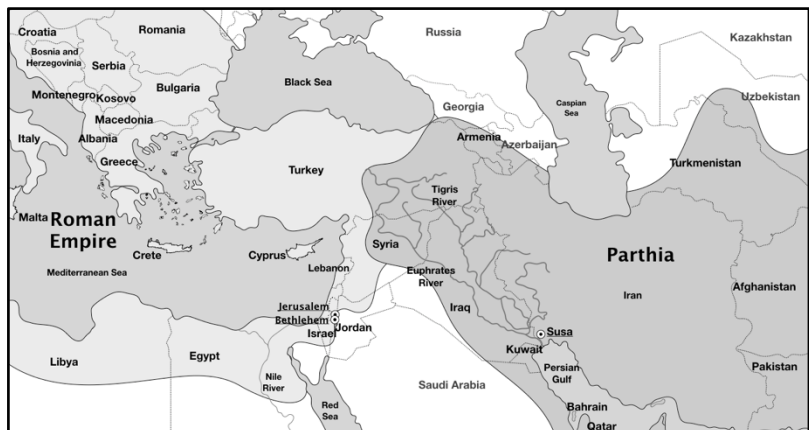 Croatia
Romania
Russia
Kazakhstan
Bosnia and
Herzegovinia
Serbia
Black Sea
Montenegro
Kosovo
Bulgaria
Georgia
Caspian
Sea
Uzbekistan
Macedonia
Italy
Albania
Armenia
Azerbaijan
Greece
Turkey
Turkmenistan
Tigris
River
Malta
Roman
Empire
Crete
Cyprus
Syria
Parthia
Mediterranean Sea
Lebanon
Euphrates
River
Iran
Afghanistan
Jerusalem
Bethlehem
Iraq
Israel
Jordan
Susa
Libya
Egypt
Kuwait
Nile
River
Persian
Gulf
Pakistan
Saudi Arabia
Red
Sea
Bahrain
Qatar